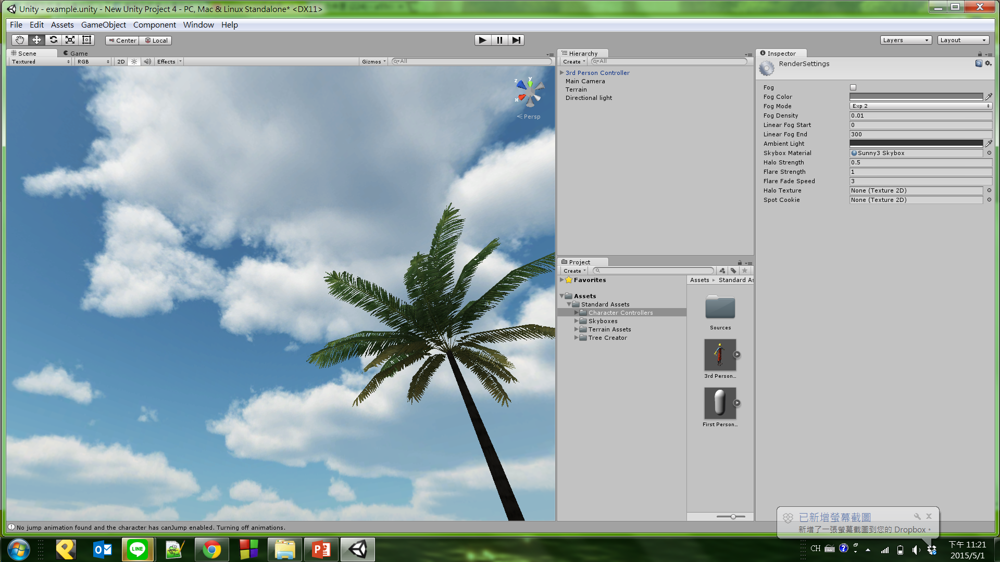 Unity - example.unity - New Unity Project 4 - PC, Mac & Linux Standalone* <DX11>
File Edit Assets GameObject Component Window Help
Center Local
Layers Layout
Scene Game
Textured RGB 2D Effects Gizmos All
z y x
Persp
Hierarchy
Create All
3rd Person Controller
Main Camera
Terrain
Directional light
Project
Create
Favorites
Assets
Standard Assets
Character Controllers
Skyboxes
Terrain Assets
Tree Creator
Assets Standard As
Sources
3rd Person...
First Person...
Inspector
RenderSettings
Fog
Fog Color
Fog Mode Exp 2
Fog Density 0.01
Linear Fog Start 0
Linear Fog End 300
Ambient Light
Skybox Material Sunny3 Skybox
Halo Strength 0.5
Flare Strength 1
Flare Fade Speed 3
Halo Texture None (Texture 2D)
Spot Cookie None (Texture 2D)
No jump animation found and the character has canJump enabled. Turning off animations.
已新增螢幕截圖
新增了一張螢幕截圖到您的 Dropbox。
LINE
CH
下午 11:21
2015/5/1